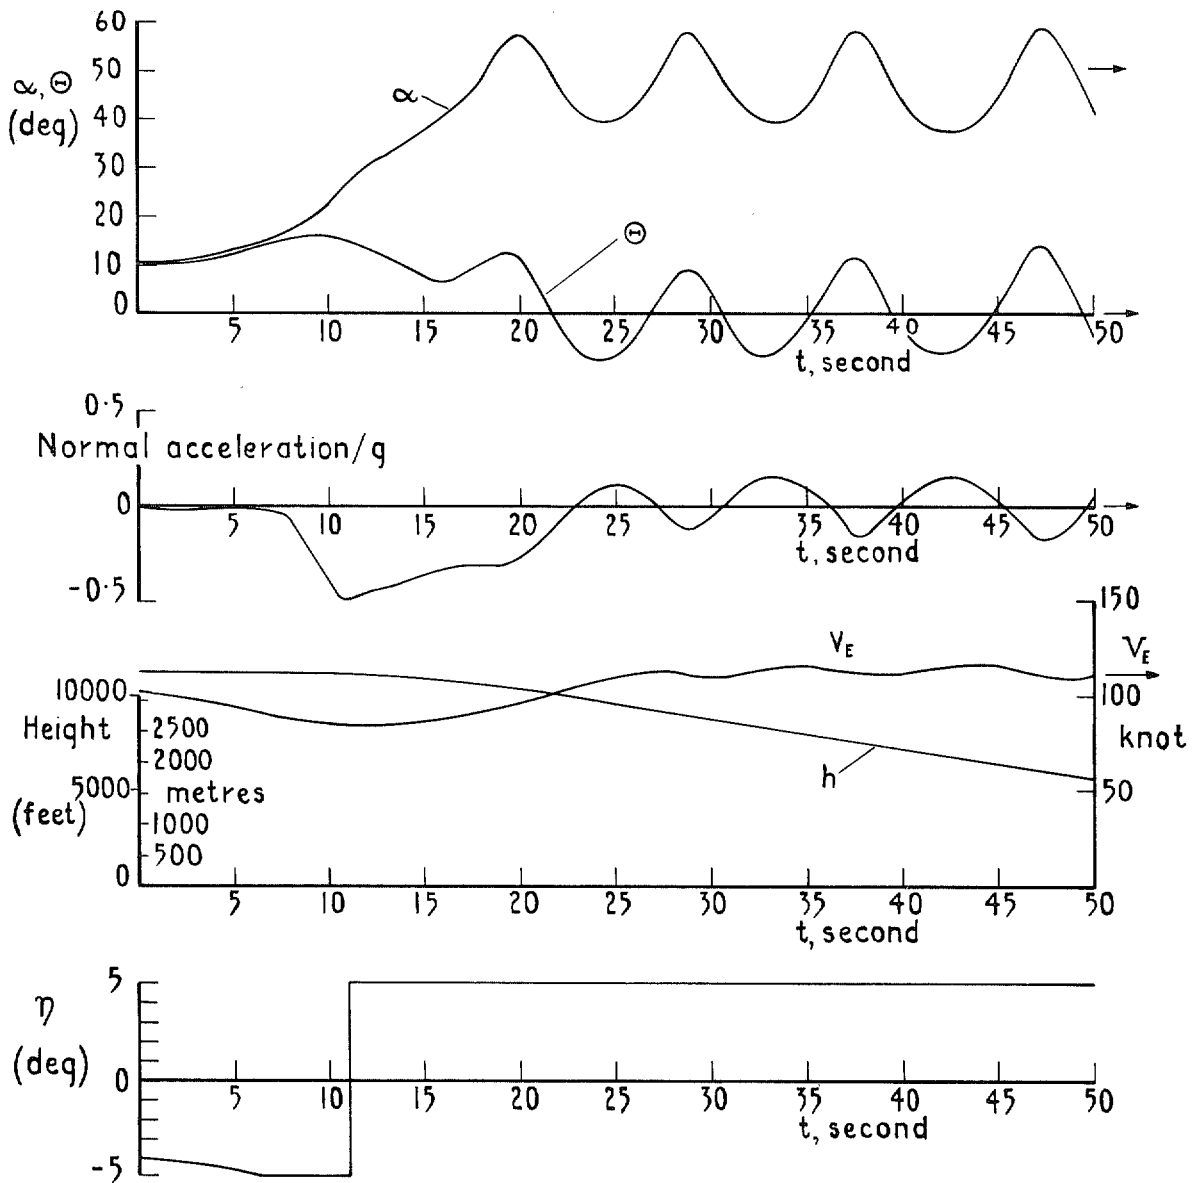 60
50
40
30
20
10
0
α, Θ
(deg)
α
Θ
5 10 15 20 25 30 35 40 45 50
t, second
0·5
Normal acceleration/g
0
-0·5
5 10 15 20 25 30 35 40 45 50
t, second
150
V_E
V_E
10000
100
Height
2500
knot
2000
h
5000
metres
50
(feet)
1000
500
0
5 10 15 20 25 30 35 40 45 50
t, second
5
η
(deg)
0
5 10 15 20 25 30 35 40 45 50
t, second
-5